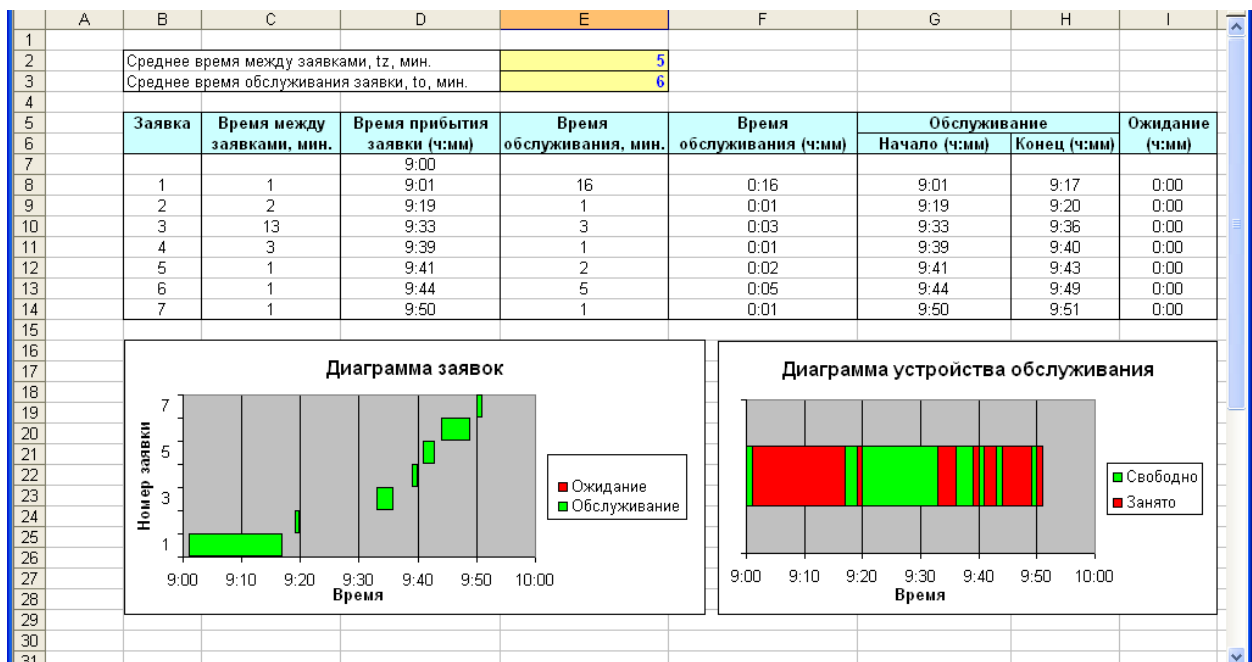 A B C D E F G H I
1
2 Среднее время между заявками, tz, мин. 5
3 Среднее время обслуживания заявки, to, мин. 6
4
5 Заявка Время между Время прибытия Время Время Обслуживание Ожидание
6 заявками, мин. заявки (ч:мм) обслуживания, мин. обслуживания (ч:мм) Начало (ч:мм) Конец (ч:мм) (ч:мм)
7 9:00
8 1 1 9:01 16 0:16 9:01 9:17 0:00
9 2 2 9:19 1 0:01 9:19 9:20 0:00
10 3 13 9:33 3 0:03 9:33 9:36 0:00
11 4 3 9:39 1 0:01 9:39 9:40 0:00
12 5 1 9:41 2 0:02 9:41 9:43 0:00
13 6 1 9:44 5 0:05 9:44 9:49 0:00
14 7 1 9:50 1 0:01 9:50 9:51 0:00
15
16
17
18
19
20
21
22
23
24
25
26
27
28
29
30
31
Диаграмма заявок
Номер заявки
7
5
3
1
9:00 9:10 9:20 9:30 9:40 9:50 10:00
Время
Ожидание
Обслуживание
Диаграмма устройства обслуживания
9:00 9:10 9:20 9:30 9:40 9:50 10:00
Время
Свободно
Занято